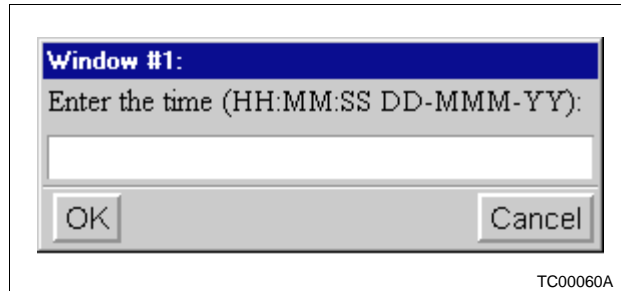 Window #1:
Enter the time (HH:MM:SS DD-MMM-YY):
OK Cancel
TC00060A